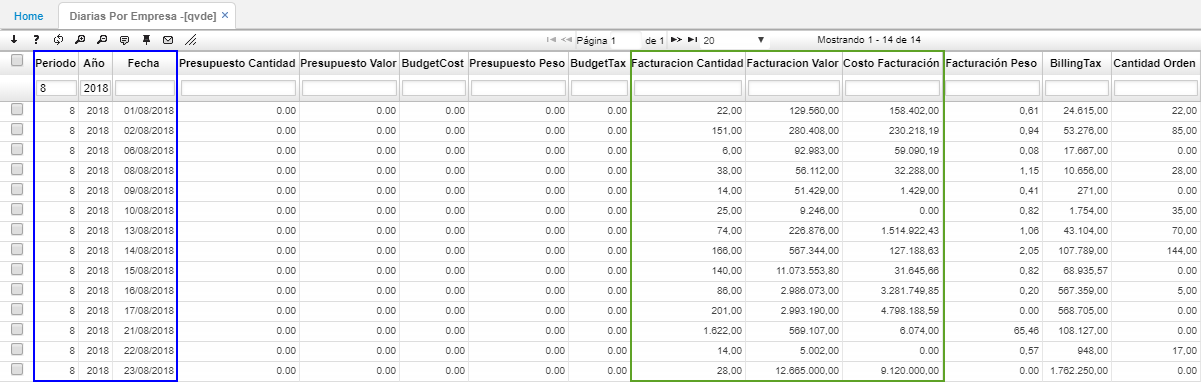 Home Diarias Por Empresa -[qvde] ×
? Página 1 de 1 20 Mostrando 1 - 14 de 14
Periodo Año Fecha Presupuesto Cantidad Presupuesto Valor BudgetCost Presupuesto Peso BudgetTax Facturacion Cantidad Facturacion Valor Costo Facturación Facturación Peso BillingTax Cantidad Orden
8 2018
8 2018 01/08/2018 0.00 0.00 0.00 0.00 0.00 22,00 129.560,00 158.402,00 0,61 24.615,00 22,00
8 2018 02/08/2018 0.00 0.00 0.00 0.00 0.00 151,00 280.408,00 230.218,19 0,94 53.276,00 85,00
8 2018 06/08/2018 0.00 0.00 0.00 0.00 0.00 6,00 92.983,00 59.090,19 0,08 17.667,00 0.00
8 2018 08/08/2018 0.00 0.00 0.00 0.00 0.00 38,00 56.112,00 32.288,00 1,15 10.656,00 28,00
8 2018 09/08/2018 0.00 0.00 0.00 0.00 0.00 14,00 51.429,00 1.429,00 0,41 271,00 0.00
8 2018 10/08/2018 0.00 0.00 0.00 0.00 0.00 25,00 9.246,00 0.00 0,82 1.754,00 35,00
8 2018 13/08/2018 0.00 0.00 0.00 0.00 0.00 74,00 226.876,00 1.514.922,43 1,06 43.104,00 70,00
8 2018 14/08/2018 0.00 0.00 0.00 0.00 0.00 166,00 567.344,00 127.188,63 2,05 107.789,00 144,00
8 2018 15/08/2018 0.00 0.00 0.00 0.00 0.00 140,00 11.073.553,80 31.645,66 0,82 68.935,57 0.00
8 2018 16/08/2018 0.00 0.00 0.00 0.00 0.00 86,00 2.986.073,00 3.281.749,85 0,20 567.359,00 5,00
8 2018 17/08/2018 0.00 0.00 0.00 0.00 0.00 201,00 2.993.190,00 4.798.188,59 0.00 568.705,00 0.00
8 2018 21/08/2018 0.00 0.00 0.00 0.00 0.00 1.622,00 569.107,00 6.074,00 65,46 108.127,00 0.00
8 2018 22/08/2018 0.00 0.00 0.00 0.00 0.00 14,00 5.002,00 0.00 0,57 948,00 17,00
8 2018 23/08/2018 0.00 0.00 0.00 0.00 0.00 28,00 12.665.000,00 9.120.000,00 0.00 1.762.250,00 0.00